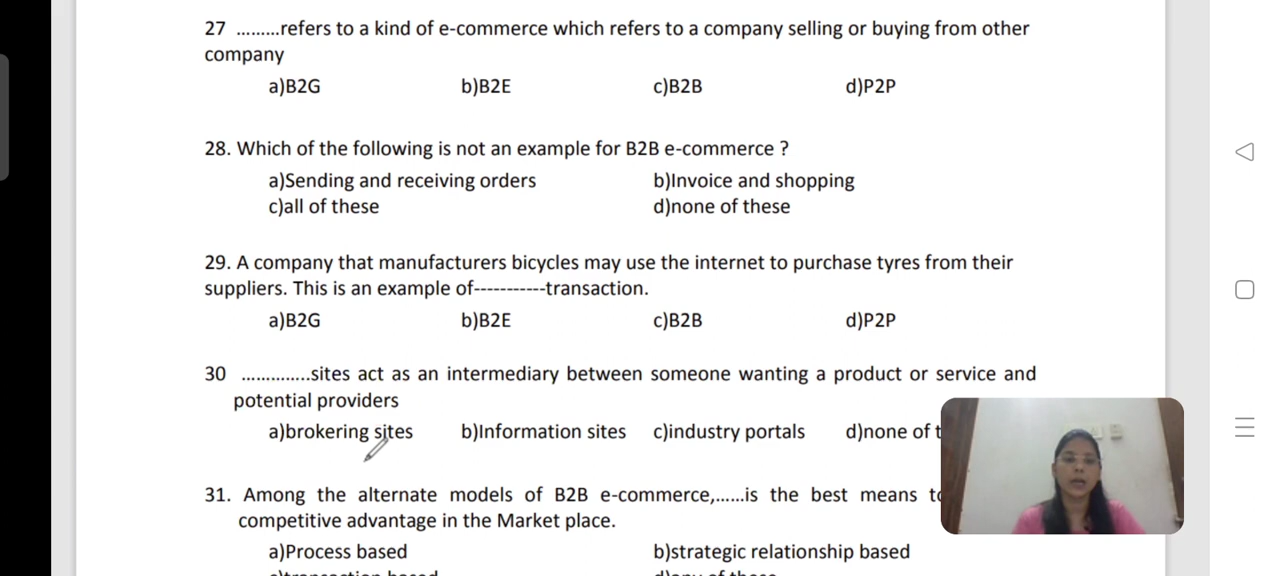 27 .........refers to a kind of e-commerce which refers to a company selling or buying from other
company
a)B2G b)B2E c)B2B d)P2P
28. Which of the following is not an example for B2B e-commerce ?
a)Sending and receiving orders b)Invoice and shopping
c)all of these d)none of these
29. A company that manufacturers bicycles may use the internet to purchase tyres from their
suppliers. This is an example of-----------transaction.
a)B2G b)B2E c)B2B d)P2P
30 ..............sites act as an intermediary between someone wanting a product or service and
potential providers
a)brokering sites b)Information sites c)industry portals d)none of
31. Among the alternate models of B2B e-commerce,......is the best means
competitive advantage in the Market place.
a)Process based b)strategic relationship based